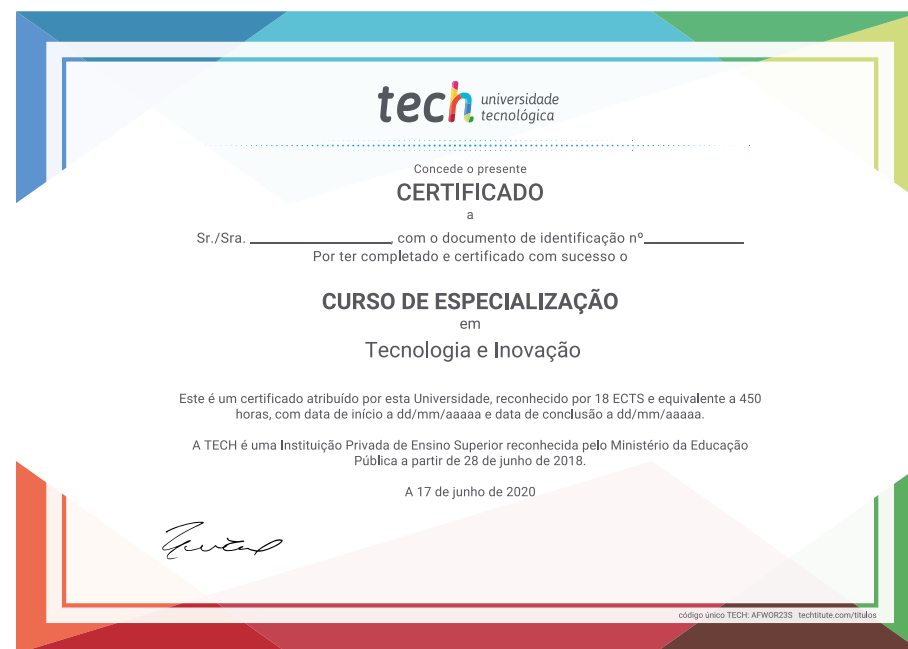 tech universidade
tecnológica
Concede o presente
CERTIFICADO
a
Sr./Sra. ____________________, com o documento de identificação nº______________
Por ter completado e certificado com sucesso o
CURSO DE ESPECIALIZAÇÃO
em
Tecnologia e Inovação
Este é um certificado atribuído por esta Universidade, reconhecido por 18 ECTS e equivalente a 450
horas, com data de início a dd/mm/aaaaa e data de conclusão a dd/mm/aaaaa.
A TECH é uma Instituição Privada de Ensino Superior reconhecida pelo Ministério da Educação
Pública a partir de 28 de junho de 2018.
A 17 de junho de 2020
código único TECH: AFWOR23S techtitute.com/titulos